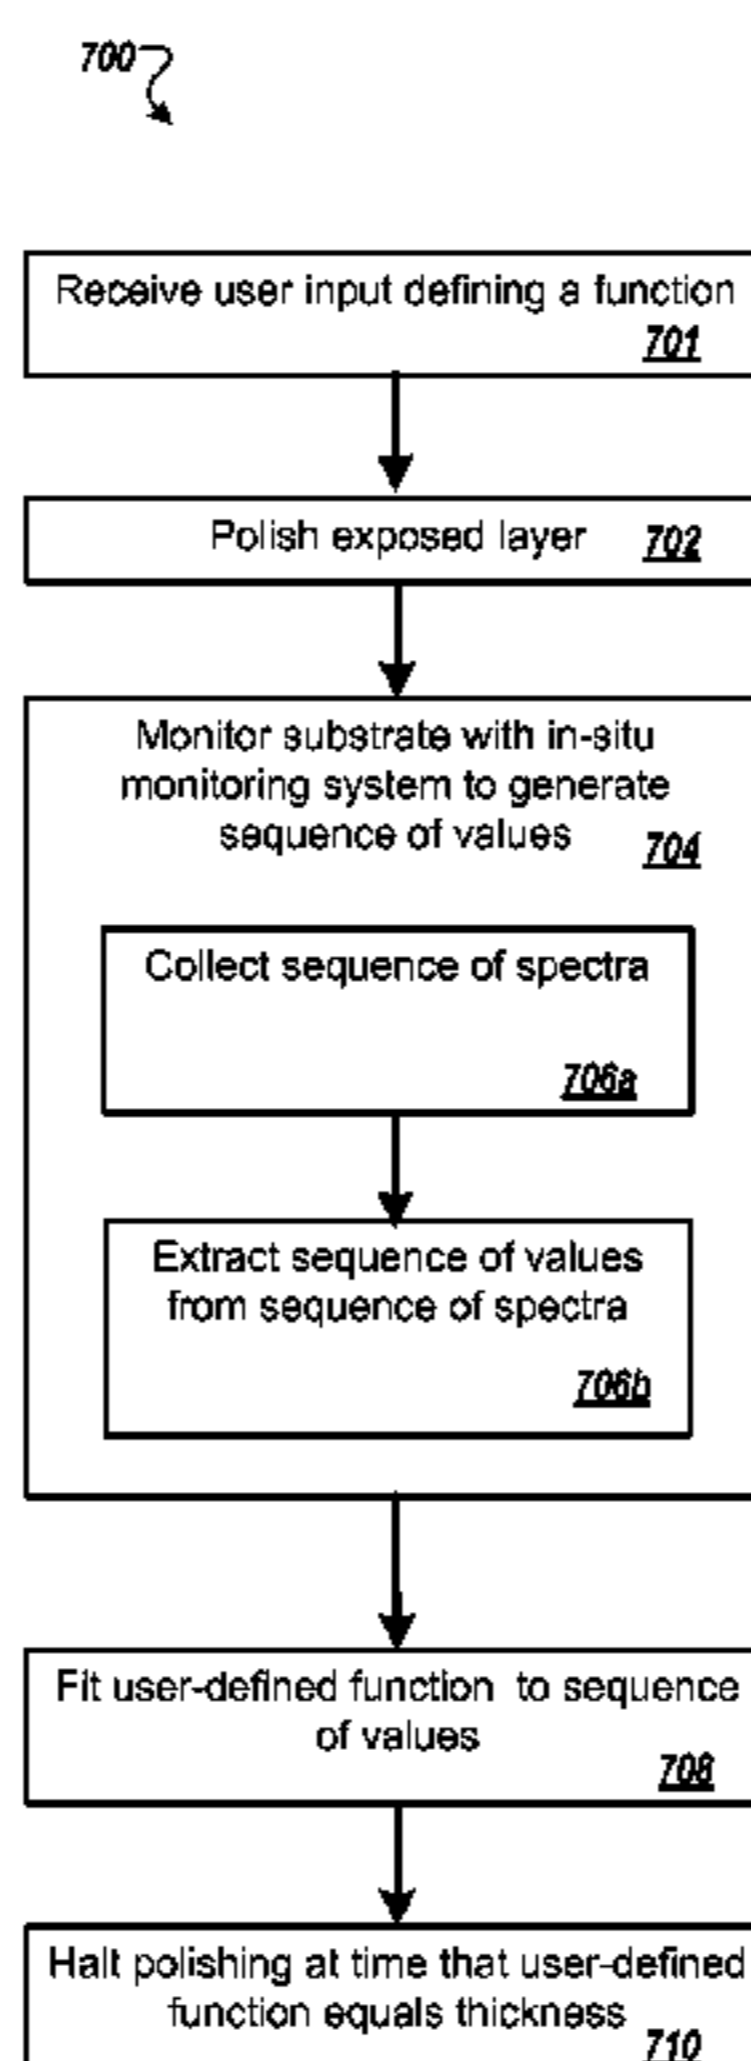 700
Receive user input defining a function
701
Polish exposed layer 702
Monitor substrate with in-situ
monitoring system to generate
sequence of values 704
Collect sequence of spectra
706a
Extract sequence of values
from sequence of spectra
706b
Fit user-defined function to sequence
of values
708
Halt polishing at time that user-defined
function equals thickness
710